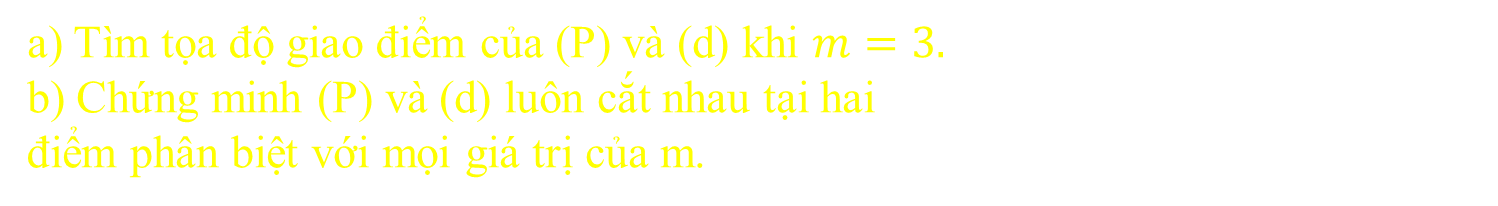 a) Tìm tọa độ giao điểm của (P) và (d) khi m = 3.
b) Chứng minh (P) và (d) luôn cắt nhau tại hai
điểm phân biệt với mọi giá trị của m.